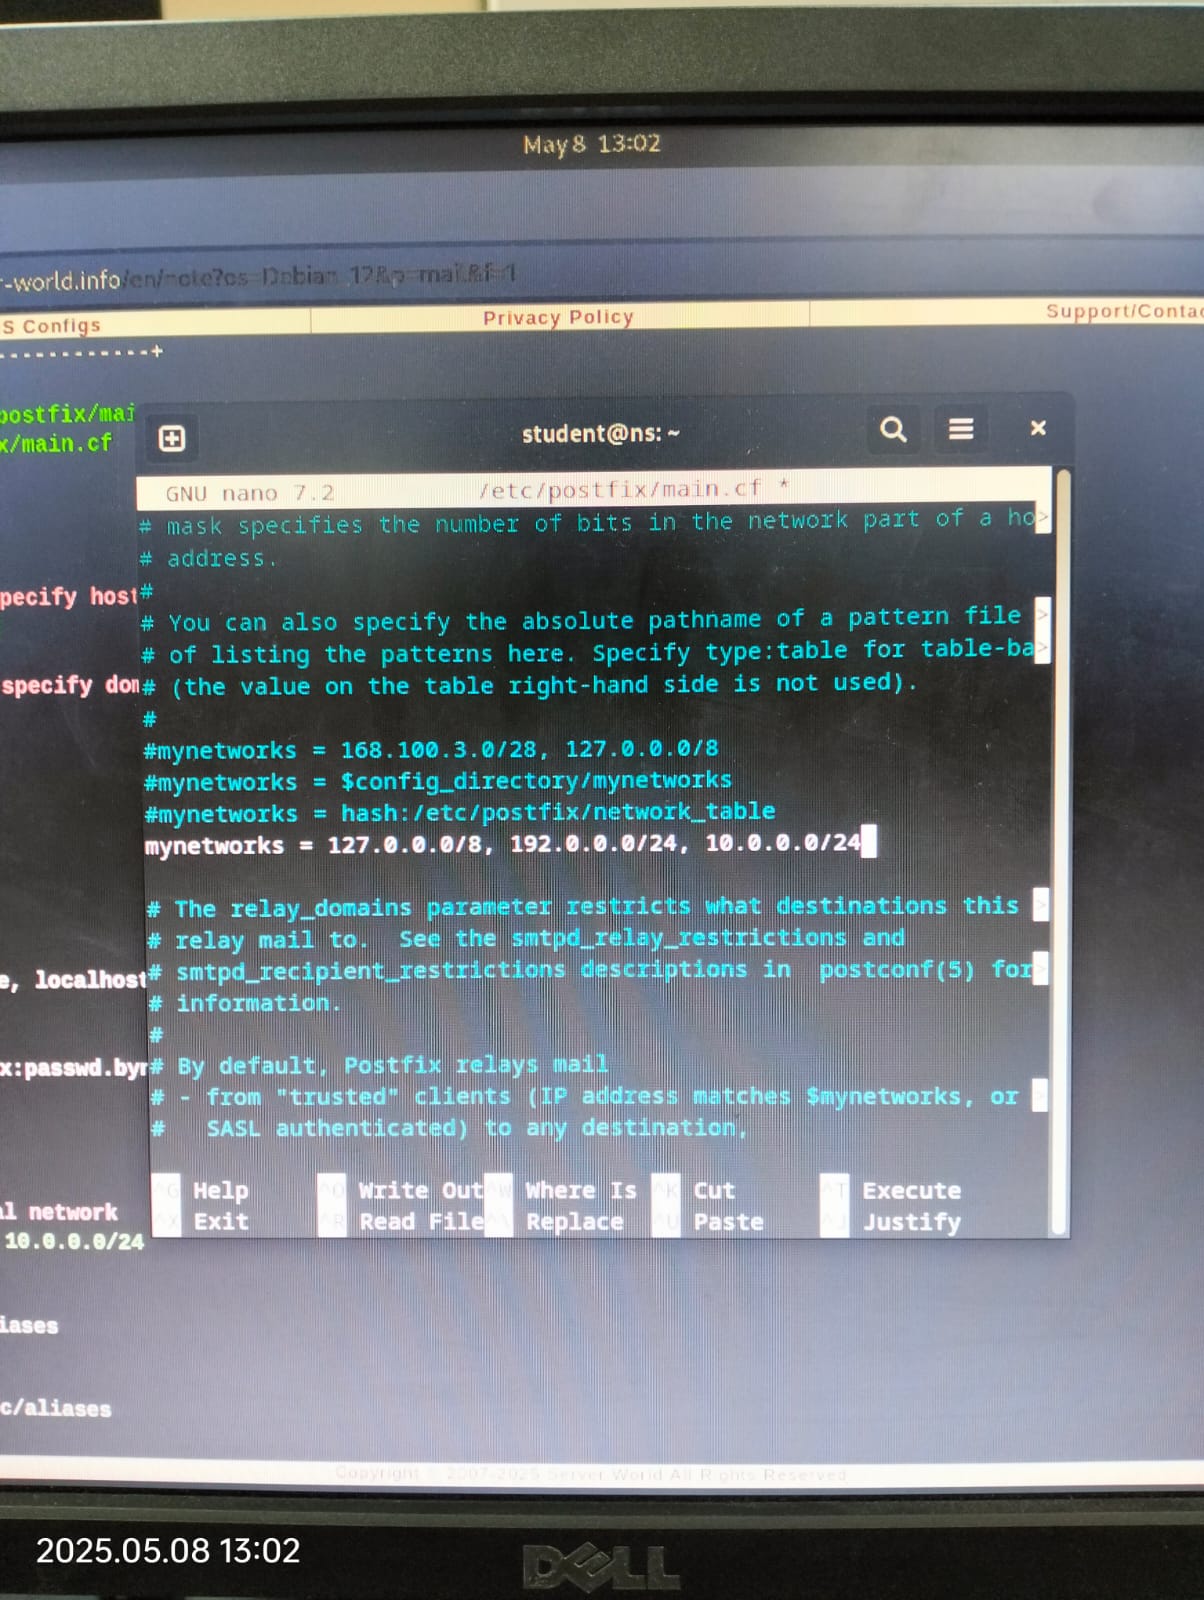 May 8 13:02
-world.info/en/note?os=Debian_12&p=mail&f=1
S Configs
Privacy Policy
Support/Contac
------------+
postfix/mai
x/main.cf
student@ns: ~
GNU nano 7.2 /etc/postfix/main.cf *
# mask specifies the number of bits in the network part of a ho>
# address.
pecify host
#
# You can also specify the absolute pathname of a pattern file >
# of listing the patterns here. Specify type:table for table-ba>
specify dom
# (the value on the table right-hand side is not used).
#
#mynetworks = 168.100.3.0/28, 127.0.0.0/8
#mynetworks = $config_directory/mynetworks
#mynetworks = hash:/etc/postfix/network_table
mynetworks = 127.0.0.0/8, 192.0.0.0/24, 10.0.0.0/24
# The relay_domains parameter restricts what destinations this >
# relay mail to.  See the smtpd_relay_restrictions and
e, localhost
# smtpd_recipient_restrictions descriptions in  postconf(5) for>
# information.
#
x:passwd.byn
# By default, Postfix relays mail
# - from "trusted" clients (IP address matches $mynetworks, or >
#   SASL authenticated) to any destination,
^G Help ^O Write Out ^W Where Is ^K Cut ^T Execute
^X Exit ^R Read File ^\ Replace ^U Paste ^J Justify
al network
10.0.0.0/24
iases
c/aliases
Copyright © 2007-2025 Server World All Rights Reserved
2025.05.08 13:02
DELL